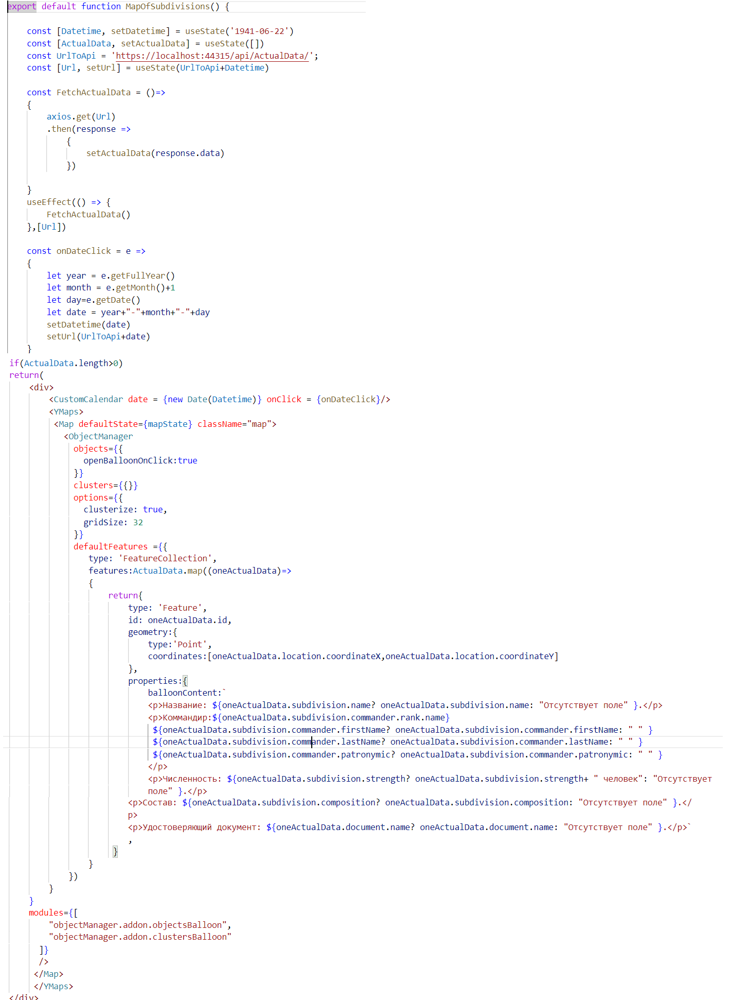 export default function MapOfSubdivisions() {
const [Datetime, setDatetime] = useState('1941-06-22')
const [ActualData, setActualData] = useState([])
const UrlToApi = 'https://localhost:44315/api/ActualData/';
const [Url, setUrl] = useState(UrlToApi+Datetime)
const FetchActualData = ()=>
{
axios.get(Url)
.then(response =>
{
setActualData(response.data)
})
}
useEffect(() => {
FetchActualData()
},[Url])
const onDateClick = e =>
{
let year = e.getFullYear()
let month = e.getMonth()+1
let day=e.getDate()
let date = year+"-"+month+"-"+day
setDatetime(date)
setUrl(UrlToApi+date)
}
if(ActualData.length>0)
return(
<div>
<CustomCalendar date = {new Date(Datetime)} onClick = {onDateClick}/>
<YMaps>
<Map defaultState={mapState} className="map">
<ObjectManager
objects={{
openBalloonOnClick:true
}}
clusters={{}}
options={{
clusterize: true,
gridSize: 32
}}
defaultFeatures ={{
type: 'FeatureCollection',
features:ActualData.map((oneActualData)=>
{
return{
type: 'Feature',
id: oneActualData.id,
geometry:{
type:'Point',
coordinates:[oneActualData.location.coordinateX,oneActualData.location.coordinateY]
},
properties:{
balloonContent:`
<p>Название: ${oneActualData.subdivision.name? oneActualData.subdivision.name: "Отсутствует поле" }.</p>
<p>Коммандир:${oneActualData.subdivision.commander.rank.name}
${oneActualData.subdivision.commander.firstName? oneActualData.subdivision.commander.firstName: " " }
${oneActualData.subdivision.commander.lastName? oneActualData.subdivision.commander.lastName: " " }
${oneActualData.subdivision.commander.patronymic? oneActualData.subdivision.commander.patronymic: " " }
</p>
<p>Численность: ${oneActualData.subdivision.strength? oneActualData.subdivision.strength+ " человек": "Отсутствует
поле" }.</p>
<p>Состав: ${oneActualData.subdivision.composition? oneActualData.subdivision.composition: "Отсутствует поле" }.</
p>
<p>Удостоверяющий документ: ${oneActualData.document.name? oneActualData.document.name: "Отсутствует поле" }.</p>`
,
}
}
})
}
}
modules={[
"objectManager.addon.objectsBalloon",
"objectManager.addon.clustersBalloon"
]}
/>
</Map>
</YMaps>
</div>